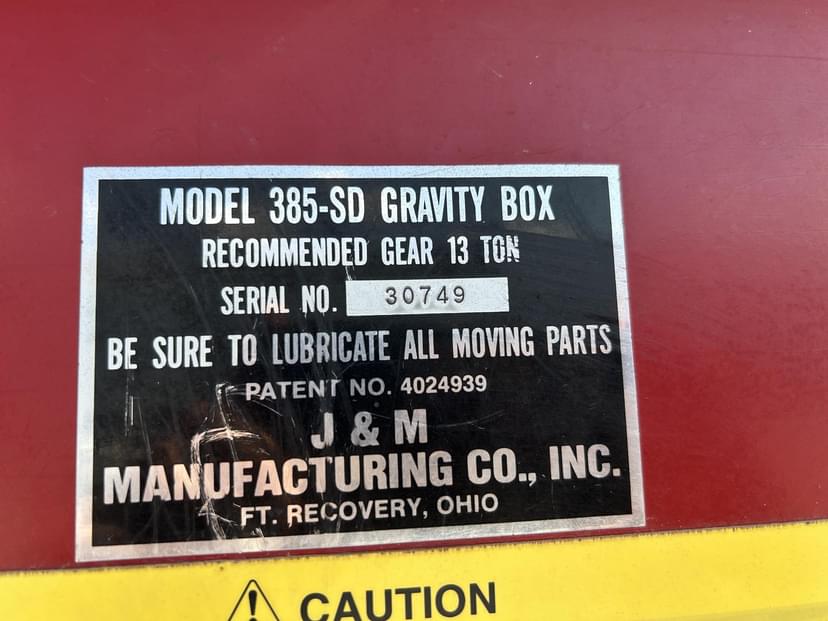 MODEL 385-SD GRAVITY BOX
RECOMMENDED GEAR 13 TON
SERIAL NO. 30749
BE SURE TO LUBRICATE ALL MOVING PARTS
PATENT NO. 4024939
J & M
MANUFACTURING CO., INC.
FT. RECOVERY, OHIO
CAUTION